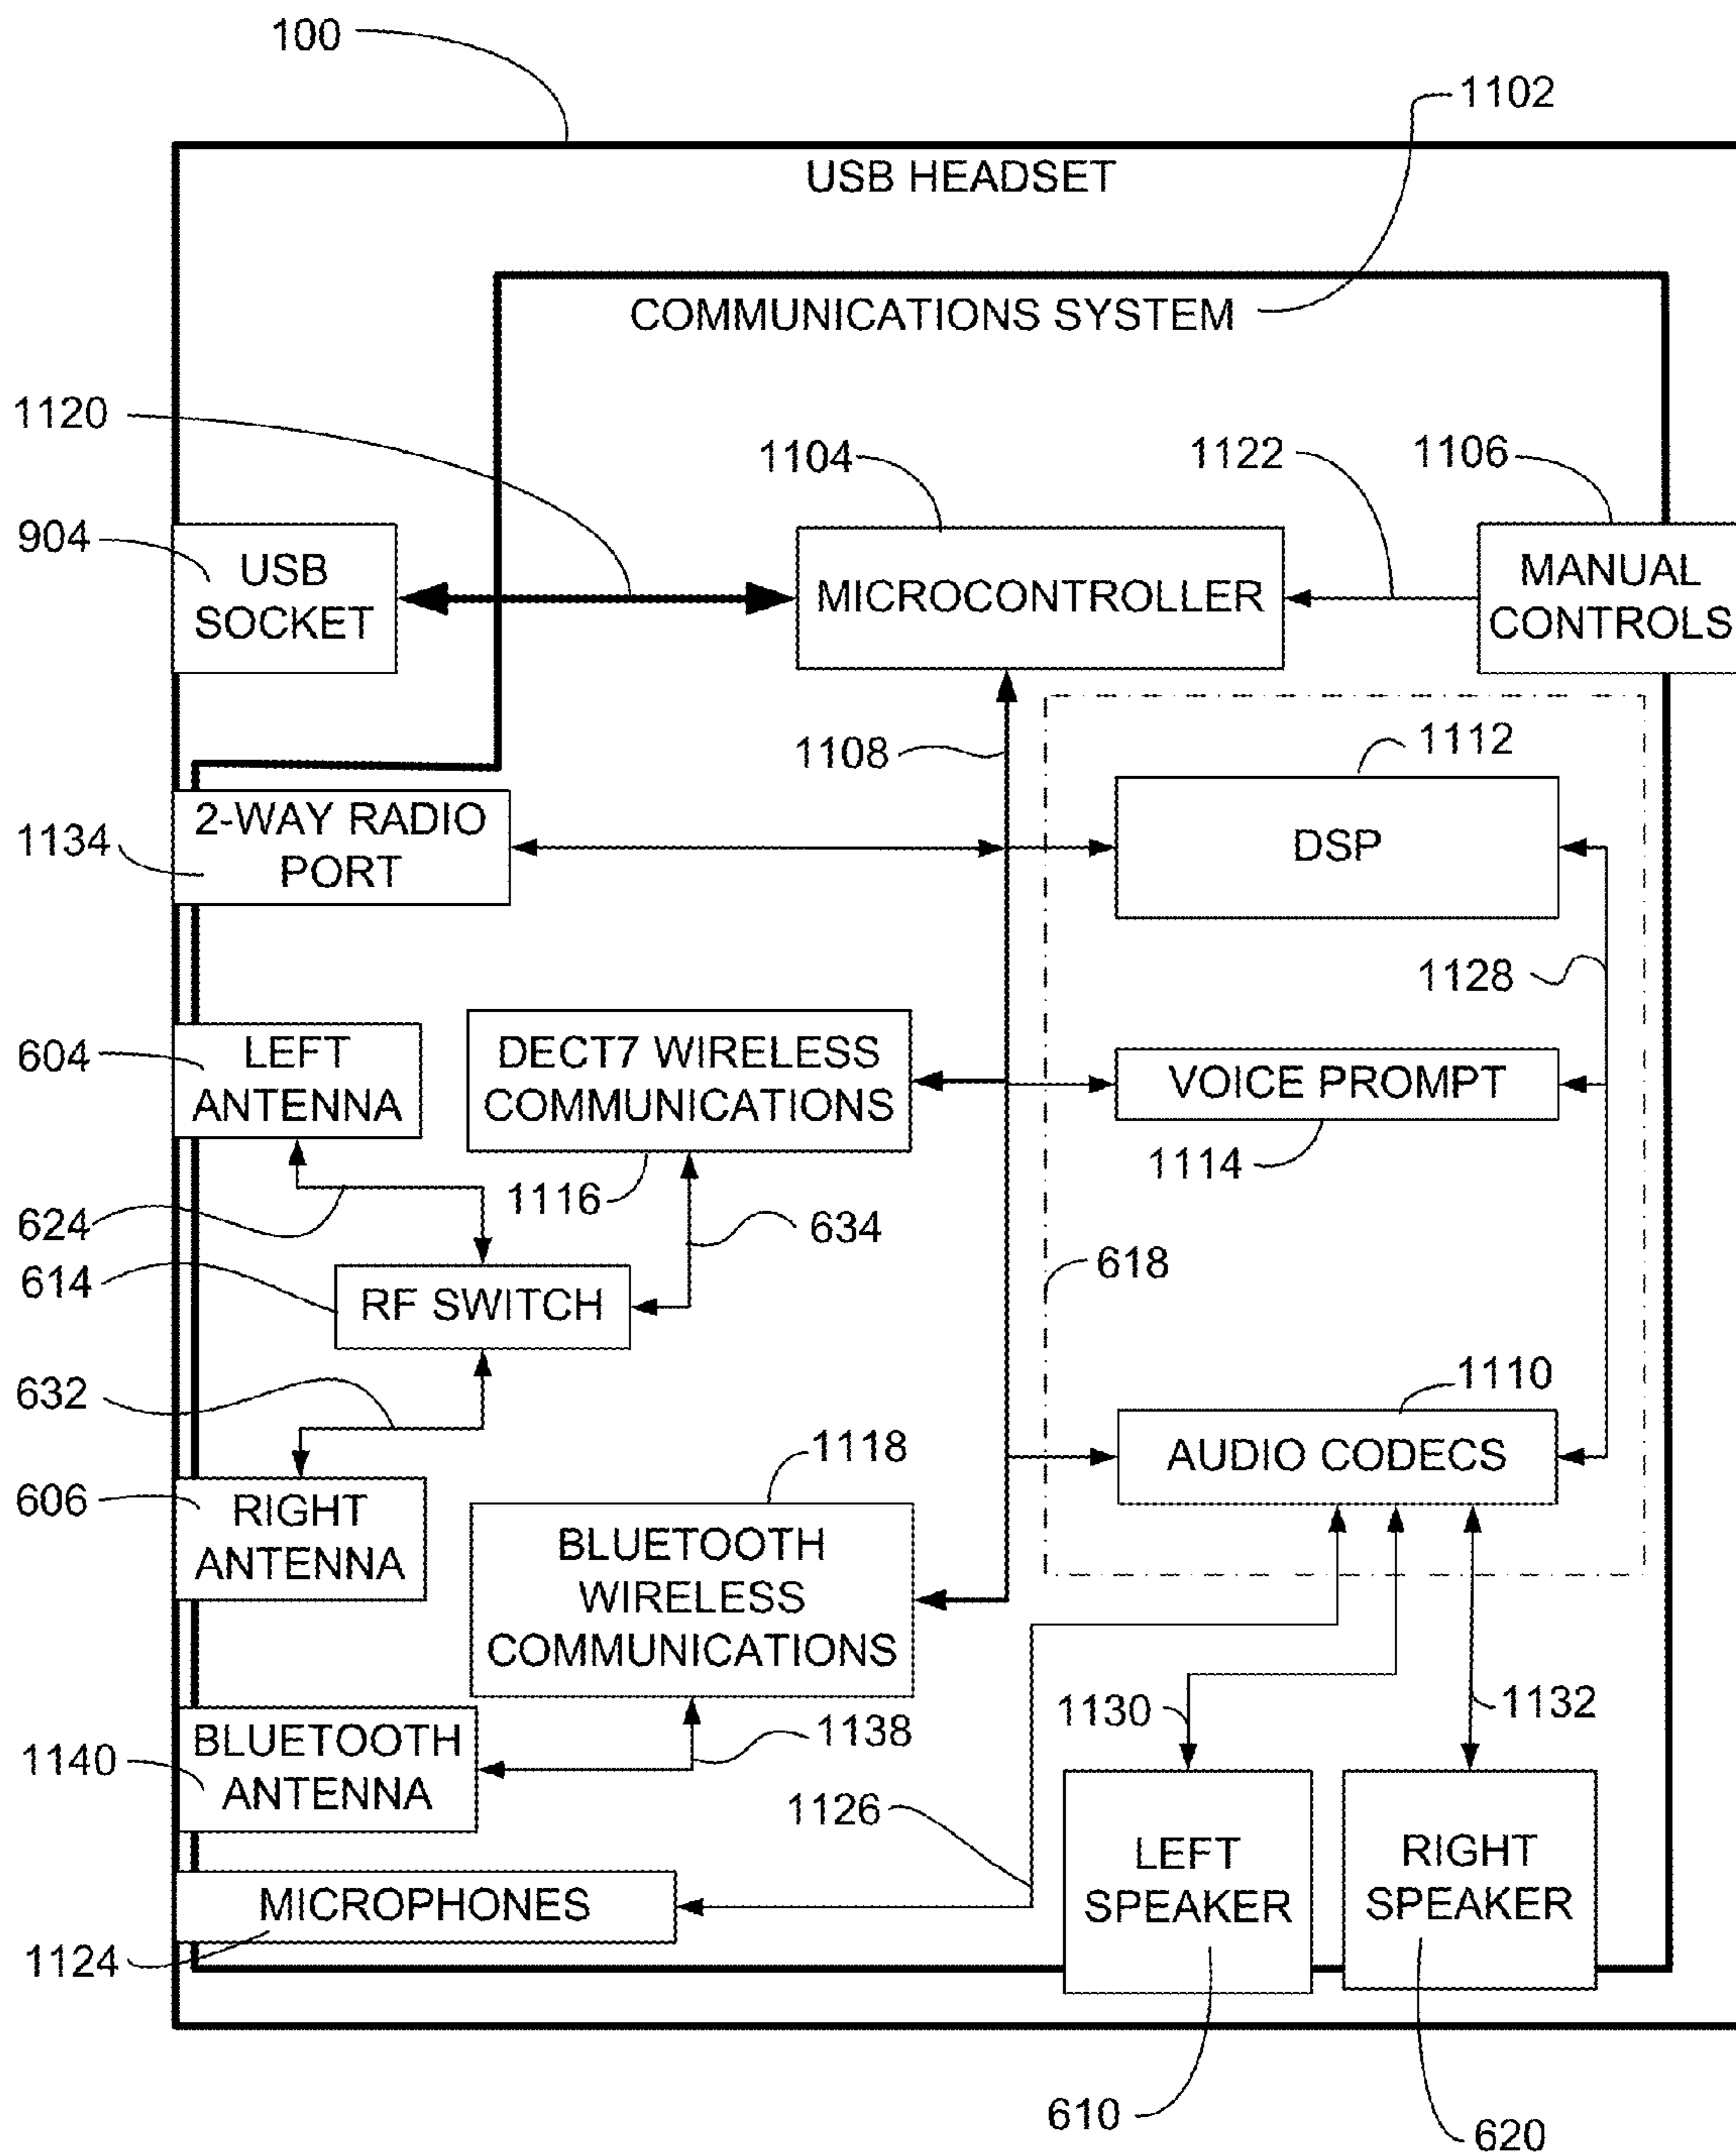 100
1102
USB HEADSET
COMMUNICATIONS SYSTEM
1120
1104
1122
1106
904
USB
SOCKET
MICROCONTROLLER
MANUAL
CONTROLS
1108
1112
1134
2-WAY RADIO
PORT
DSP
1128
604
LEFT
ANTENNA
DECT7 WIRELESS
COMMUNICATIONS
VOICE PROMPT
1114
1116
624
634
614
RF SWITCH
618
632
1110
AUDIO CODECS
1118
606
RIGHT
ANTENNA
BLUETOOTH
WIRELESS
COMMUNICATIONS
1130
1132
1138
1140
BLUETOOTH
ANTENNA
1126
LEFT
SPEAKER
RIGHT
SPEAKER
MICROPHONES
1124
610
620